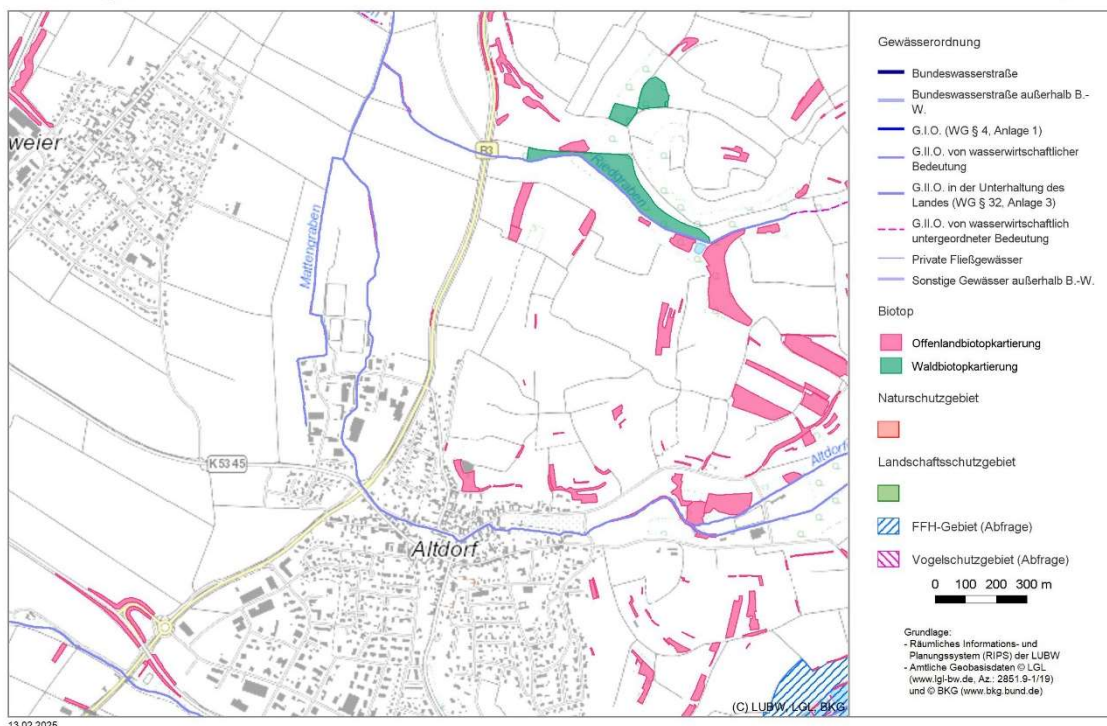 weier
B3
Riedgraben
Mattengraben
K 5345
Altdorf
Altdorf
(C) LUBW, LGL, BKG
Gewässerordnung
Bundeswasserstraße
Bundeswasserstraße außerhalb B.-
W.
G.I.O. (WG § 4, Anlage 1)
G.II.O. von wasserwirtschaftlicher
Bedeutung
G.II.O. in der Unterhaltung des
Landes (WG § 32, Anlage 3)
G.II.O. von wasserwirtschaftlich
untergeordneter Bedeutung
Private Fließgewässer
Sonstige Gewässer außerhalb B.-W.
Biotop
Offenlandbiotopkartierung
Waldbiotopkartierung
Naturschutzgebiet
Landschaftsschutzgebiet
FFH-Gebiet (Abfrage)
Vogelschutzgebiet (Abfrage)
0 100 200 300 m
Grundlage:
- Räumliches Informations- und
Planungssystem (RIPS) der LUBW
- Amtliche Geobasisdaten © LGL
(www.lgl-bw.de, Az.: 2851.9-1/19)
und © BKG (www.bkg.bund.de)
13.02.2025